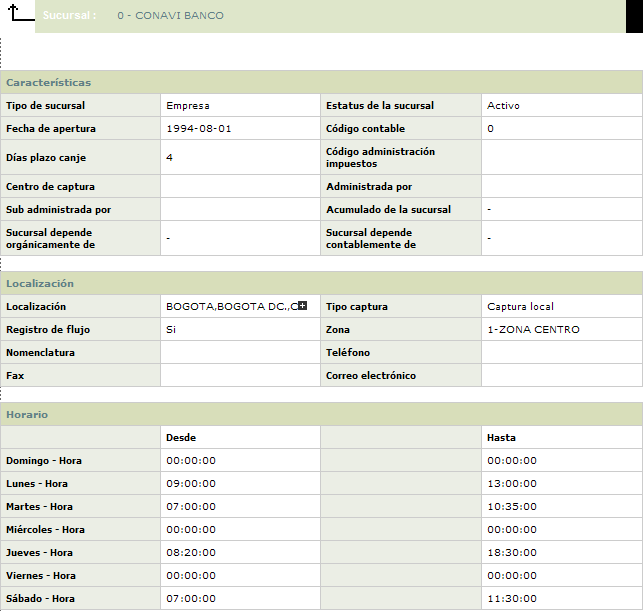 Sucursal : 0 - CONAVI BANCO
Características
Tipo de sucursal Empresa Estatus de la sucursal Activo
Fecha de apertura 1994-08-01 Código contable 0
Días plazo canje 4 Código administración
impuestos
Centro de captura Administrada por
Sub administrada por Acumulado de la sucursal -
Sucursal depende
orgánicamente de - Sucursal depende
contablemente de -
Localización
Localización BOGOTA,BOGOTA DC.,C Tipo captura Captura local
Registro de flujo Si Zona 1-ZONA CENTRO
Nomenclatura Teléfono
Fax Correo electrónico
Horario
Desde Hasta
Domingo - Hora 00:00:00 00:00:00
Lunes - Hora 09:00:00 13:00:00
Martes - Hora 07:00:00 10:35:00
Miércoles - Hora 00:00:00 00:00:00
Jueves - Hora 08:20:00 18:30:00
Viernes - Hora 00:00:00 00:00:00
Sábado - Hora 07:00:00 11:30:00